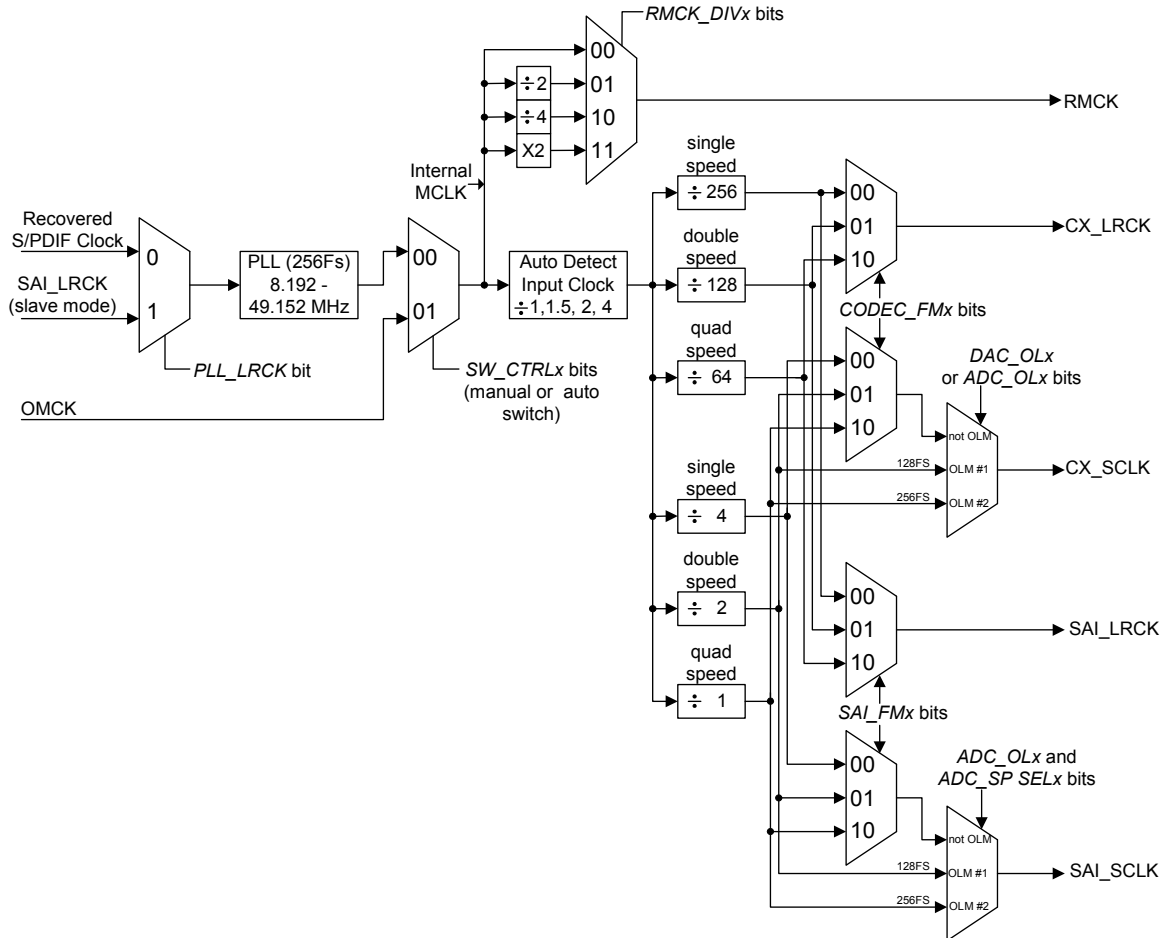 RMCK_DIVx bits
00
÷2
01
÷4
10
X2
11
RMCK
Internal
MCLK
Recovered
S/PDIF Clock
0
SAI_LRCK
(slave mode)
1
PLL_LRCK bit
PLL (256Fs)
8.192 -
49.152 MHz
00
01
OMCK
SW_CTRLx bits
(manual or auto
switch)
Auto Detect
Input Clock
÷1,1.5, 2, 4
single
speed
÷ 256
double
speed
÷ 128
quad
speed
÷ 64
00
01
10
CX_LRCK
CODEC_FMx bits
00
01
10
DAC_OLx
or ADC_OLx bits
not OLM
128FS
OLM #1
256FS
OLM #2
CX_SCLK
single
speed
÷ 4
double
speed
÷ 2
quad
speed
÷ 1
00
01
10
SAI_LRCK
SAI_FMx bits
00
01
10
ADC_OLx and
ADC_SP SELx bits
not OLM
128FS
OLM #1
256FS
OLM #2
SAI_SCLK